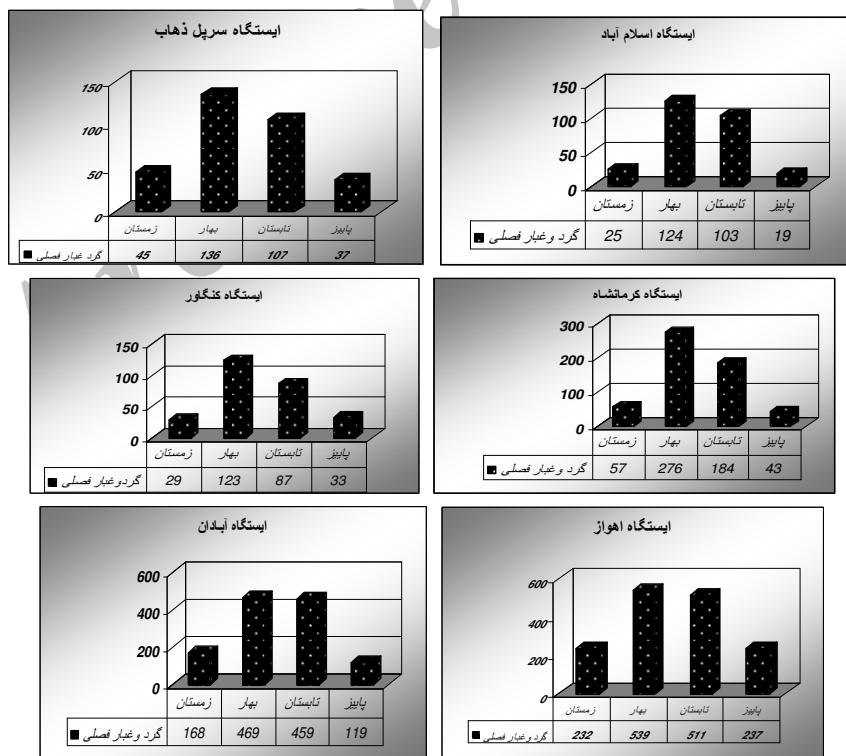 ایستگاه سرپل ذهاب
150
100
50
0
زمستان بهار تابستان پاییز
گرد غبار فصلی 45 136 107 37
ایستگاه اسلام آباد
150
100
50
0
زمستان بهار تابستان پاییز
گرد وغبار فصلی 25 124 103 19
ایستگاه کنگاور
150
100
50
0
زمستان بهار تابستان پاییز
گردوغبار فصلی 29 123 87 33
ایستگاه کرمانشاه
300
200
100
0
زمستان بهار تابستان پاییز
گرد وغبار فصلی 57 276 184 43
ایستگاه آبادان
600
400
200
0
زمستان بهار تابستان پاییز
گرد وغبار فصلی 168 469 459 119
ایستگاه اهواز
600
400
200
0
زمستان بهار تابستان پاییز
گرد وغبار فصلی 232 539 511 237